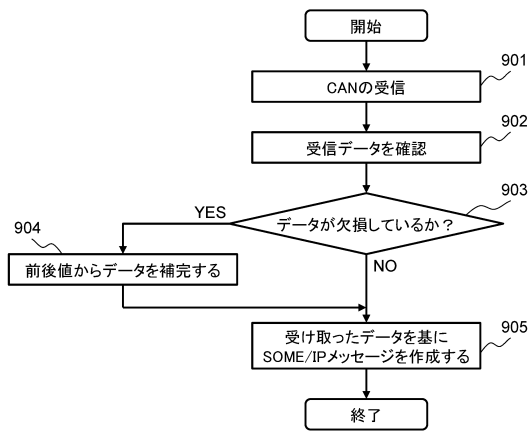 開始
901
CANの受信
902
受信データを確認
903
データが欠損しているか?
YES
904
前後値からデータを補完する
NO
905
受け取ったデータを基に
SOME/IPメッセージを作成する
終了